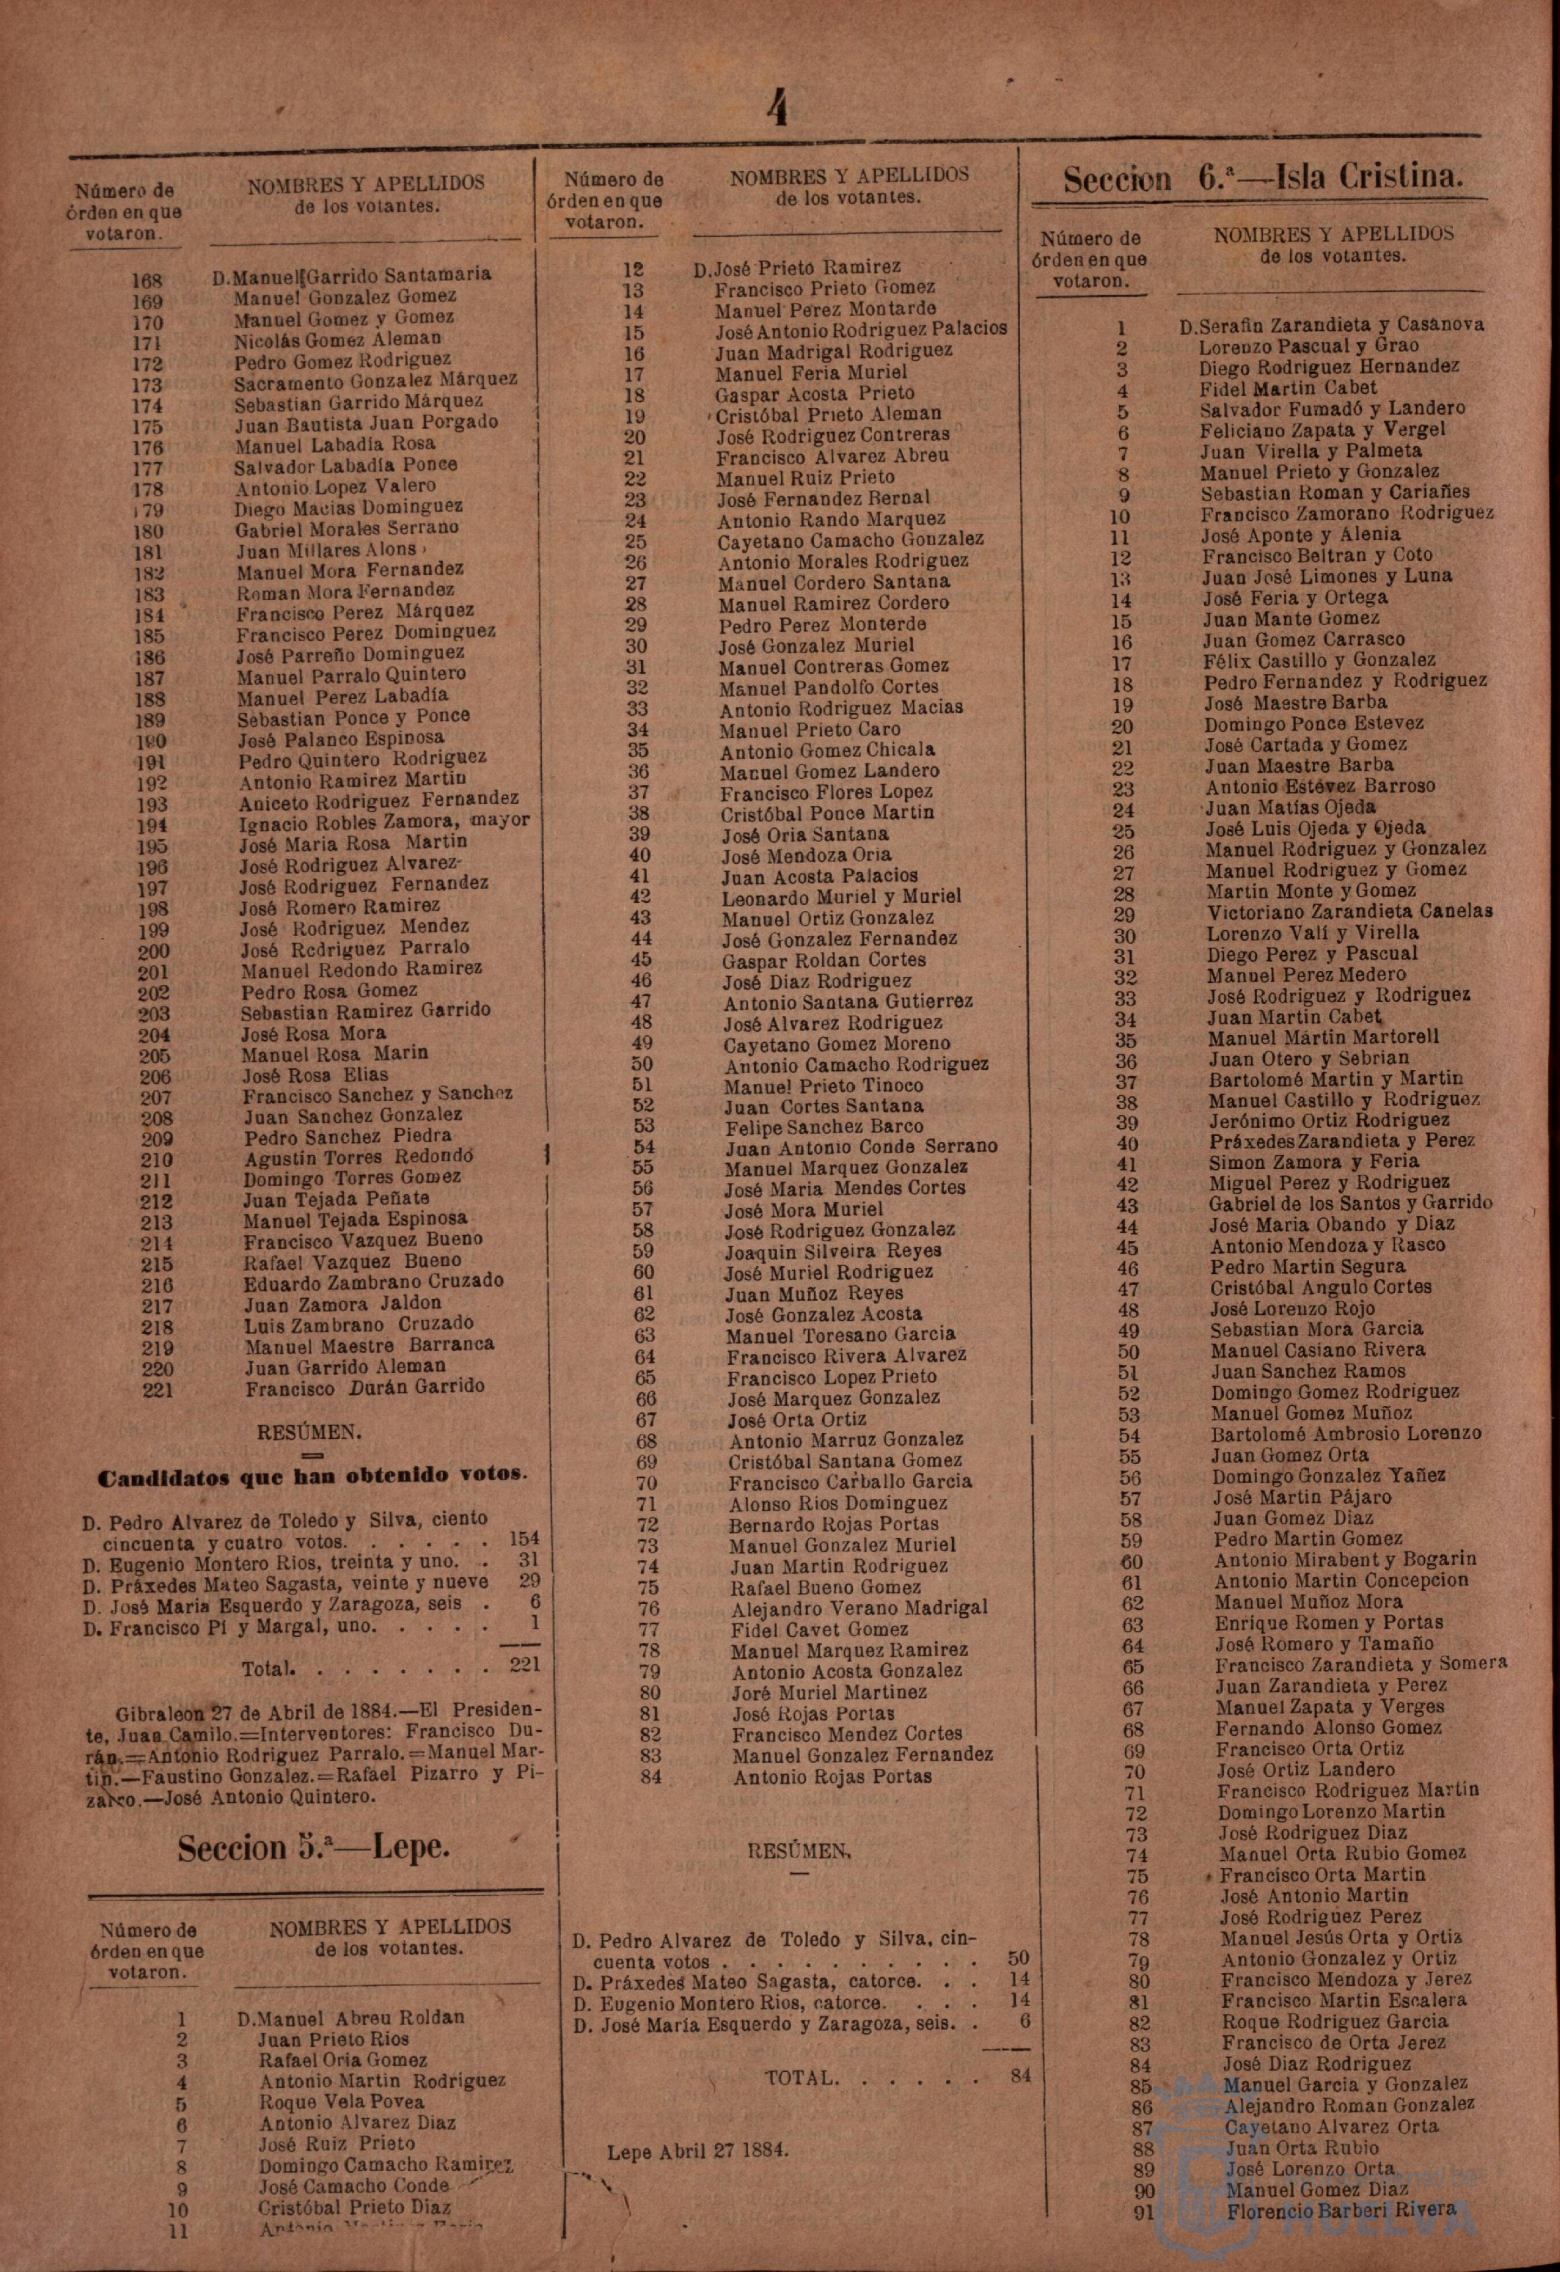 4
Número de
órden en que
votaron.
NOMBRES Y APELLIDOS
de los votantes.
168 D. Manuel Garrido Santamaria
169 Manuel Gonzalez Gomez
170 Manuel Gomez y Gomez
171 Nicolás Gomez Aleman
172 Pedro Gomez Rodriguez
173 Sacramento Gonzalez Márquez
174 Sebastian Garrido Márquez
175 Juan Bautista Juan Porgado
176 Manuel Labadía Rosa
177 Salvador Labadía Ponce
178 Antonio Lopez Valero
179 Diego Macias Dominguez
180 Gabriel Morales Serrano
181 Juan Millares Alons
182 Manuel Mora Fernandez
183 Roman Mora Fernandez
184 Francisco Perez Márquez
185 Francisco Perez Dominguez
186 José Parreño Dominguez
187 Manuel Parralo Quintero
188 Manuel Perez Labadía
189 Sebastian Ponce y Ponce
190 José Palanco Espinosa
191 Pedro Quintero Rodriguez
192 Antonio Ramirez Martin
193 Aniceto Rodriguez Fernandez
194 Ignacio Robles Zamora, mayor
195 José Maria Rosa Martin
196 José Rodriguez Alvarez
197 José Rodriguez Fernandez
198 José Romero Ramirez
199 José Rodriguez Mendez
200 José Rodriguez Parralo
201 Manuel Redondo Ramirez
202 Pedro Rosa Gomez
203 Sebastian Ramirez Garrido
204 José Rosa Mora
205 Manuel Rosa Marin
206 José Rosa Elias
207 Francisco Sanchez y Sanchez
208 Juan Sanchez Gonzalez
209 Pedro Sanchez Piedra
210 Agustin Torres Redondo
211 Domingo Torres Gomez
212 Juan Tejada Peñate
213 Manuel Tejada Espinosa
214 Francisco Vazquez Bueno
215 Rafael Vazquez Bueno
216 Eduardo Zambrano Cruzado
217 Juan Zamora Jaldon
218 Luis Zambrano Cruzado
219 Manuel Maestre Barranca
220 Juan Garrido Aleman
221 Francisco Durán Garrido
RESÚMEN.
Candidatos que han obtenido votos.
D. Pedro Alvarez de Toledo y Silva, ciento
cincuenta y cuatro votos. . . . . . 154
D. Eugenio Montero Rios, treinta y uno. . 31
D. Práxedes Mateo Sagasta, veinte y nueve 29
D. José Maria Esquerdo y Zaragoza, seis . 6
D. Francisco Pí y Margal, uno. . . . . 1
Total. . . . . . . . 221
Gibraleon 27 de Abril de 1884.—El Presiden-
te, Juan Camilo.=Interventores: Francisco Du-
rán.=Antonio Rodriguez Parralo.=Manuel Mar-
tin.—Faustino Gonzalez.=Rafael Pizarro y Pi-
zarro.—José Antonio Quintero.
Seccion 5.ª—Lepe.
Número de
órden en que
votaron.
NOMBRES Y APELLIDOS
de los votantes.
1 D. Manuel Abreu Roldan
2 Juan Prieto Rios
3 Rafael Oria Gomez
4 Antonio Martin Rodriguez
5 Roque Vela Povea
6 Antonio Alvarez Diaz
7 José Ruiz Prieto
8 Domingo Camacho Ramirez
9 José Camacho Conde
10 Cristóbal Prieto Diaz
11 Antonio
Número de
órden en que
votaron.
NOMBRES Y APELLIDOS
de los votantes.
12 D. José Prieto Ramirez
13 Francisco Prieto Gomez
14 Manuel Perez Montarde
15 José Antonio Rodriguez Palacios
16 Juan Madrigal Rodriguez
17 Manuel Feria Muriel
18 Gaspar Acosta Prieto
19 Cristóbal Prieto Aleman
20 José Rodriguez Contreras
21 Francisco Alvarez Abreu
22 Manuel Ruiz Prieto
23 José Fernandez Bernal
24 Antonio Rando Marquez
25 Cayetano Camacho Gonzalez
26 Antonio Morales Rodriguez
27 Manuel Cordero Santana
28 Manuel Ramirez Cordero
29 Pedro Perez Monterde
30 José Gonzalez Muriel
31 Manuel Contreras Gomez
32 Manuel Pandolfo Cortes
33 Antonio Rodriguez Macias
34 Manuel Prieto Caro
35 Antonio Gomez Chicala
36 Manuel Gomez Landero
37 Francisco Flores Lopez
38 Cristóbal Ponce Martin
39 José Oria Santana
40 José Mendoza Oria
41 Juan Acosta Palacios
42 Leonardo Muriel y Muriel
43 Manuel Ortiz Gonzalez
44 José Gonzalez Fernandez
45 Gaspar Roldan Cortes
46 José Diaz Rodriguez
47 Antonio Santana Gutierrez
48 José Alvarez Rodriguez
49 Cayetano Gomez Moreno
50 Antonio Camacho Rodriguez
51 Manuel Prieto Tinoco
52 Juan Cortes Santana
53 Felipe Sanchez Barco
54 Juan Antonio Conde Serrano
55 Manuel Marquez Gonzalez
56 José Maria Mendes Cortes
57 José Mora Muriel
58 José Rodriguez Gonzalez
59 Joaquin Silveira Reyes
60 José Muriel Rodriguez
61 Juan Muñoz Reyes
62 José Gonzalez Acosta
63 Manuel Toresano Garcia
64 Francisco Rivera Alvarez
65 Francisco Lopez Prieto
66 José Marquez Gonzalez
67 José Orta Ortiz
68 Antonio Marruz Gonzalez
69 Cristóbal Santana Gomez
70 Francisco Carballo Garcia
71 Alonso Rios Dominguez
72 Bernardo Rojas Portas
73 Manuel Gonzalez Muriel
74 Juan Martin Rodriguez
75 Rafael Bueno Gomez
76 Alejandro Verano Madrigal
77 Fidel Cavet Gomez
78 Manuel Marquez Ramirez
79 Antonio Acosta Gonzalez
80 Joré Muriel Martinez
81 José Rojas Portas
82 Francisco Mendez Cortes
83 Manuel Gonzalez Fernandez
84 Antonio Rojas Portas
RESÚMEN.
D. Pedro Alvarez de Toledo y Silva, cin-
cuenta votos . . . . . . . . . . 50
D. Práxedes Mateo Sagasta, catorce. . . 14
D. Eugenio Montero Rios, catorce. . . . 14
D. José María Esquerdo y Zaragoza, seis. . 6
TOTAL. . . . . . . 84
Lepe Abril 27 1884.
Seccion 6.ª—Isla Cristina.
Número de
órden en que
votaron.
NOMBRES Y APELLIDOS
de los votantes.
1 D. Serafin Zarandieta y Casanova
2 Lorenzo Pascual y Grao
3 Diego Rodriguez Hernandez
4 Fidel Martin Cabet
5 Salvador Fumadó y Landero
6 Feliciano Zapata y Vergel
7 Juan Virella y Palmeta
8 Manuel Prieto y Gonzalez
9 Sebastian Roman y Cariañes
10 Francisco Zamorano Rodriguez
11 José Aponte y Alenia
12 Francisco Beltran y Coto
13 Juan José Limones y Luna
14 José Feria y Ortega
15 Juan Mante Gomez
16 Juan Gomez Carrasco
17 Félix Castillo y Gonzalez
18 Pedro Fernandez y Rodriguez
19 José Maestre Barba
20 Domingo Ponce Estevez
21 José Cartada y Gomez
22 Juan Maestre Barba
23 Antonio Estévez Barroso
24 Juan Matías Ojeda
25 José Luis Ojeda y Ojeda
26 Manuel Rodriguez y Gonzalez
27 Manuel Rodriguez y Gomez
28 Martin Monte y Gomez
29 Victoriano Zarandieta Canelas
30 Lorenzo Valí y Virella
31 Diego Perez y Pascual
32 Manuel Perez Medero
33 José Rodriguez y Rodriguez
34 Juan Martin Cabet
35 Manuel Martin Martorell
36 Juan Otero y Sebrian
37 Bartolomé Martin y Martin
38 Manuel Castillo y Rodriguez
39 Jerónimo Ortiz Rodriguez
40 Práxedes Zarandieta y Perez
41 Simon Zamora y Feria
42 Miguel Perez y Rodriguez
43 Gabriel de los Santos y Garrido
44 José Maria Obando y Diaz
45 Antonio Mendoza y Rasco
46 Pedro Martin Segura
47 Cristóbal Angulo Cortes
48 José Lorenzo Rojo
49 Sebastian Mora Garcia
50 Manuel Casiano Rivera
51 Juan Sanchez Ramos
52 Domingo Gomez Rodriguez
53 Manuel Gomez Muñoz
54 Bartolomé Ambrosio Lorenzo
55 Juan Gomez Orta
56 Domingo Gonzalez Yañez
57 José Martin Pájaro
58 Juan Gomez Diaz
59 Pedro Martin Gomez
60 Antonio Mirabent y Bogarin
61 Antonio Martin Concepcion
62 Manuel Muñoz Mora
63 Enrique Romen y Portas
64 José Romero y Tamaño
65 Francisco Zarandieta y Somera
66 Juan Zarandieta y Perez
67 Manuel Zapata y Verges
68 Fernando Alonso Gomez
69 Francisco Orta Ortiz
70 José Ortiz Landero
71 Francisco Rodriguez Martin
72 Domingo Lorenzo Martin
73 José Rodriguez Diaz
74 Manuel Orta Rubio Gomez
75 Francisco Orta Martin
76 José Antonio Martin
77 José Rodriguez Perez
78 Manuel Jesús Orta y Ortiz
79 Antonio Gonzalez y Ortiz
80 Francisco Mendoza y Jerez
81 Francisco Martin Escalera
82 Roque Rodriguez Garcia
83 Francisco de Orta Jerez
84 José Diaz Rodriguez
85 Manuel Garcia y Gonzalez
86 Alejandro Roman Gonzalez
87 Cayetano Alvarez Orta
88 Juan Orta Rubio
89 José Lorenzo Orta
90 Manuel Gomez Diaz
91 Florencio Barberi Rivera
HUELVA